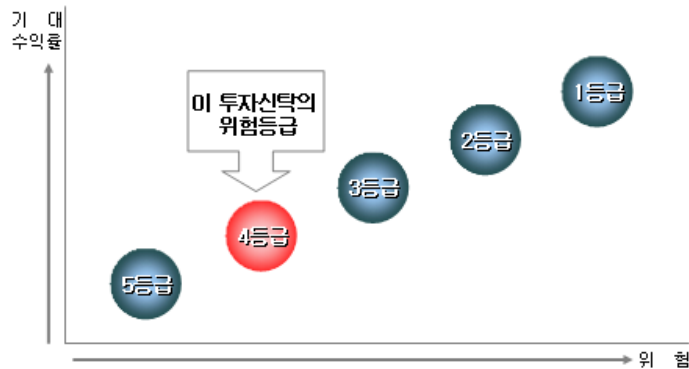 기 대
수익률
이 투자신탁의
위험등급
1등급
2등급
3등급
4등급
5등급
위 험